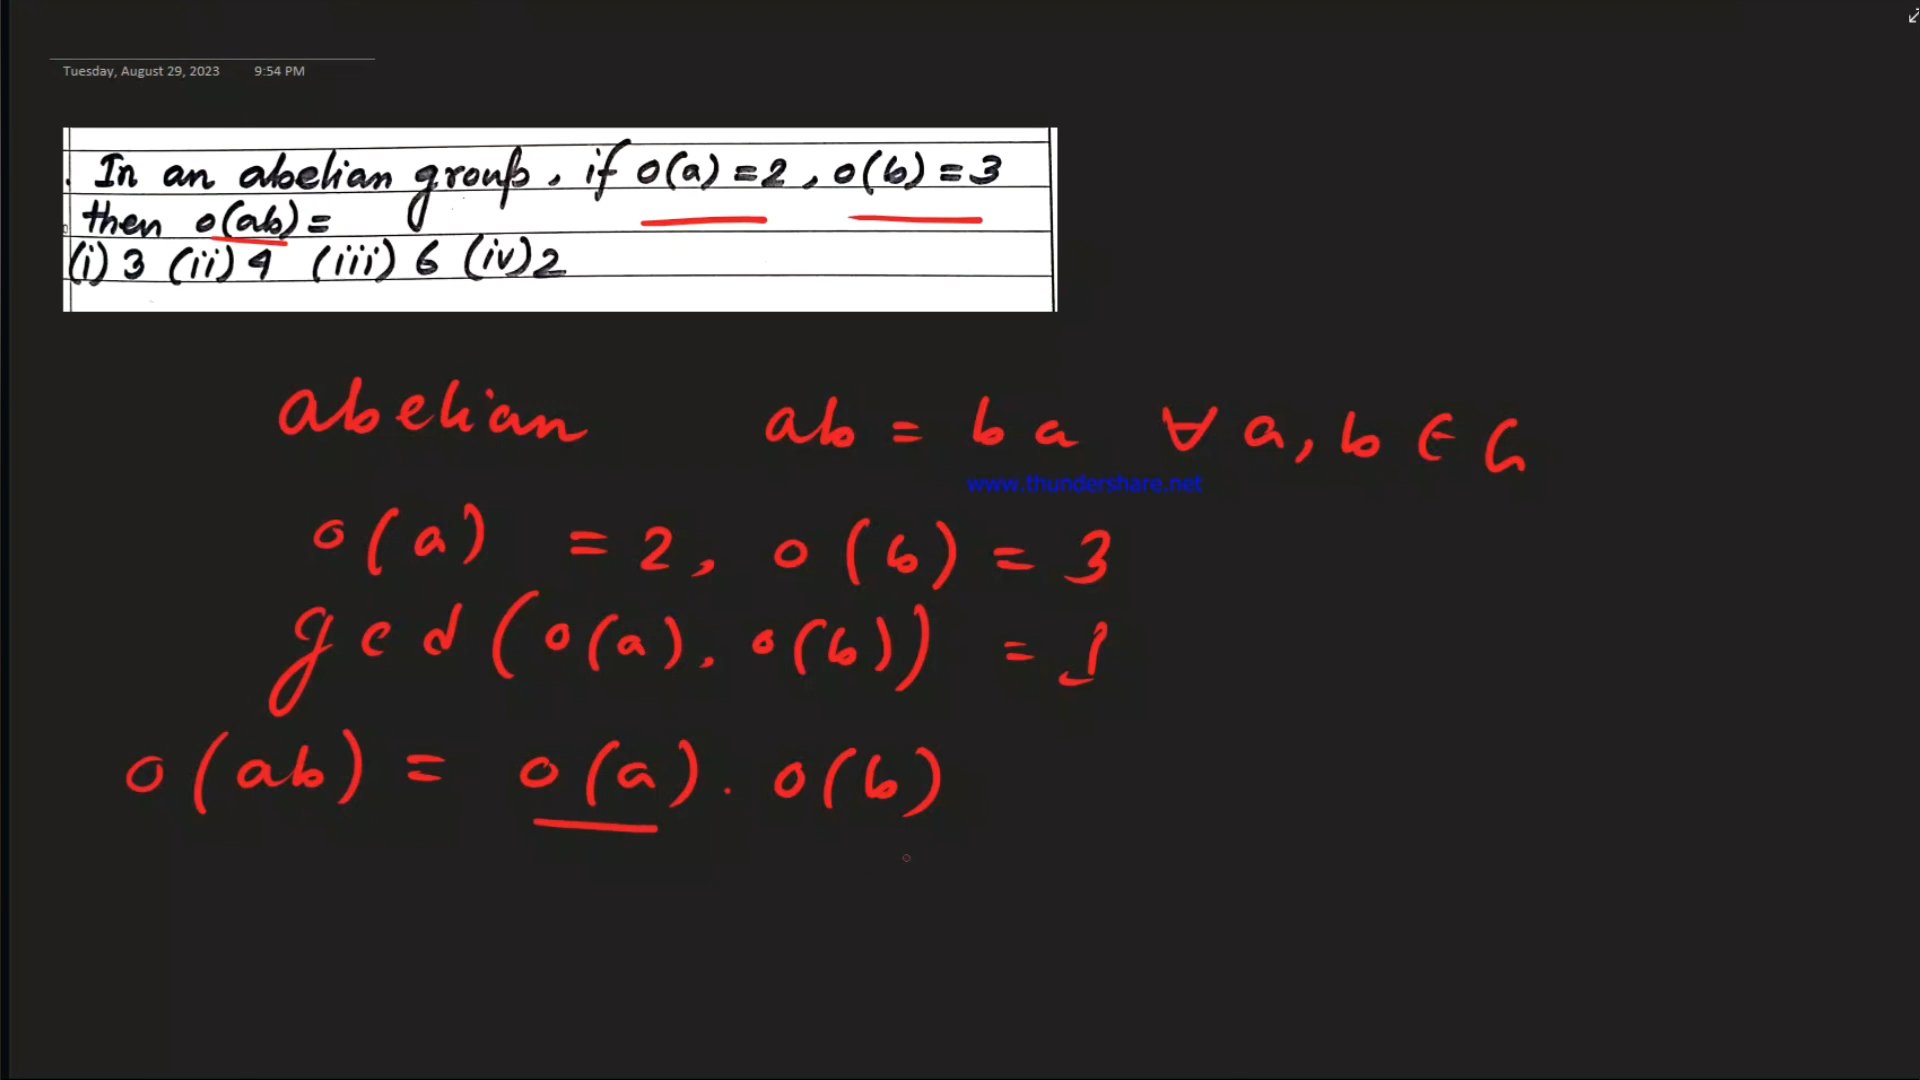 Tuesday, August 29, 2023 9:54 PM
In an abelian group, if o(a) = 2, o(b) = 3
then o(ab) =
(i) 3 (ii) 4 (iii) 6 (iv) 2
abelian ab = ba ∀ a, b ∈ G
www.thundershare.net
o(a) = 2, o(b) = 3
gcd(o(a), o(b)) = 1
o(ab) = o(a) . o(b)